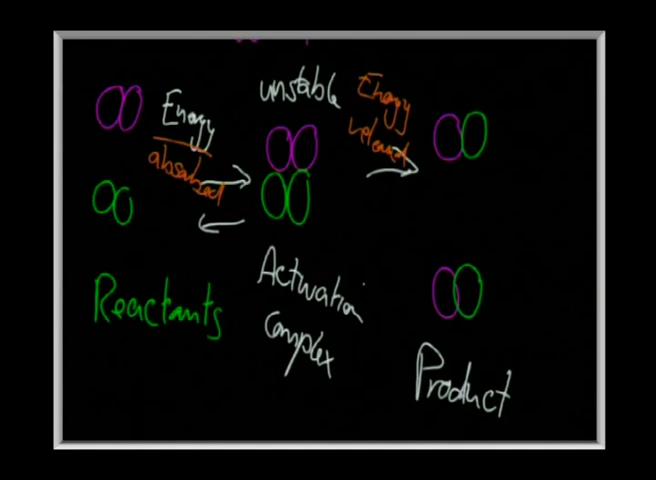 unstable
Energy
absorbed
Energy
released
Reactants
Activation
Complex
Product